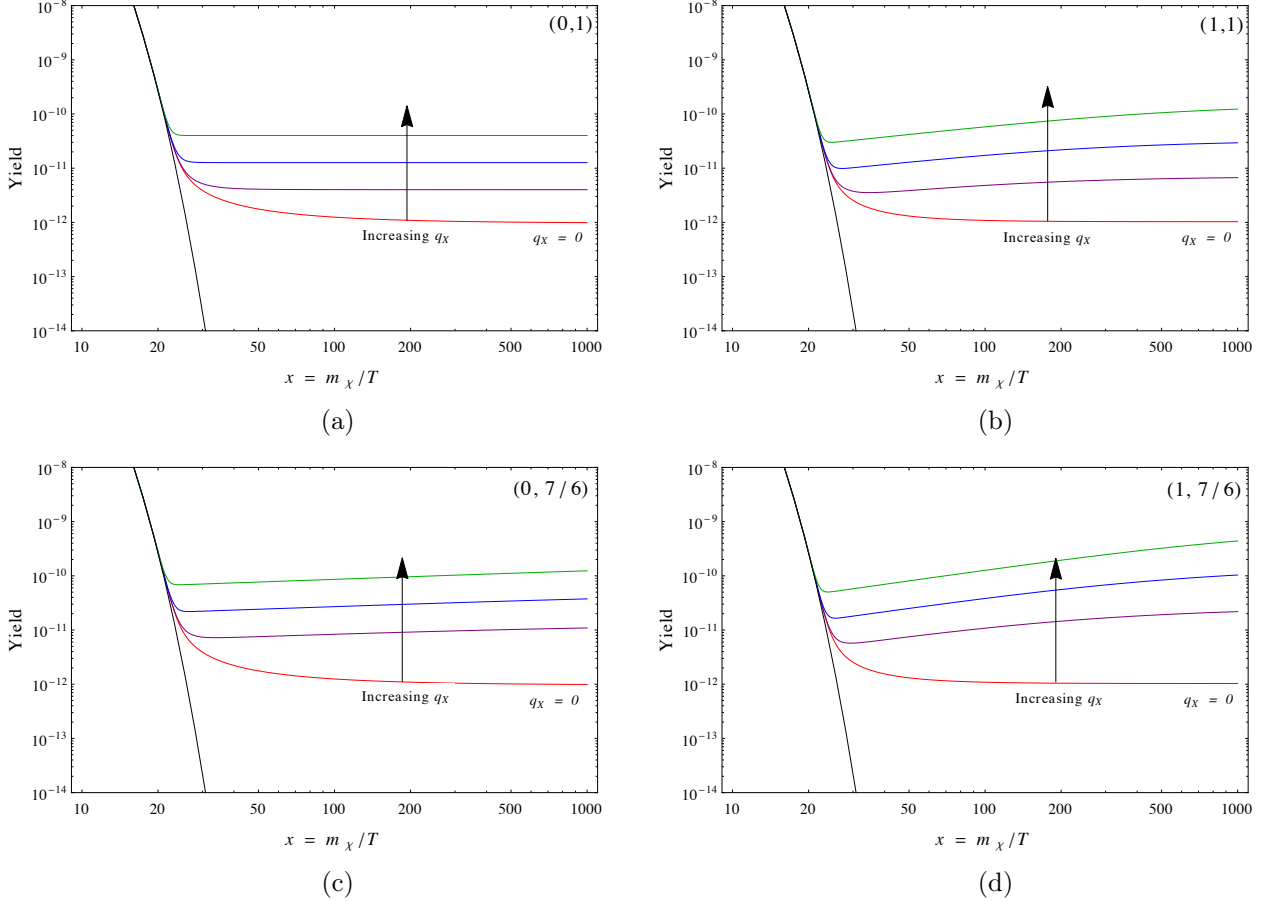 (0,1)
Yield
10^-8
10^-9
10^-10
10^-11
10^-12
10^-13
10^-14
Increasing q_X
q_X = 0
10 20 50 100 200 500 1000
x = m_χ/T
(a)
(1,1)
Yield
10^-8
10^-9
10^-10
10^-11
10^-12
10^-13
10^-14
Increasing q_X
q_X = 0
10 20 50 100 200 500 1000
x = m_χ/T
(b)
(0, 7/6)
Yield
10^-8
10^-9
10^-10
10^-11
10^-12
10^-13
10^-14
Increasing q_X
q_X = 0
10 20 50 100 200 500 1000
x = m_χ/T
(c)
(1, 7/6)
Yield
10^-8
10^-9
10^-10
10^-11
10^-12
10^-13
10^-14
Increasing q_X
q_X = 0
10 20 50 100 200 500 1000
x = m_χ/T
(d)